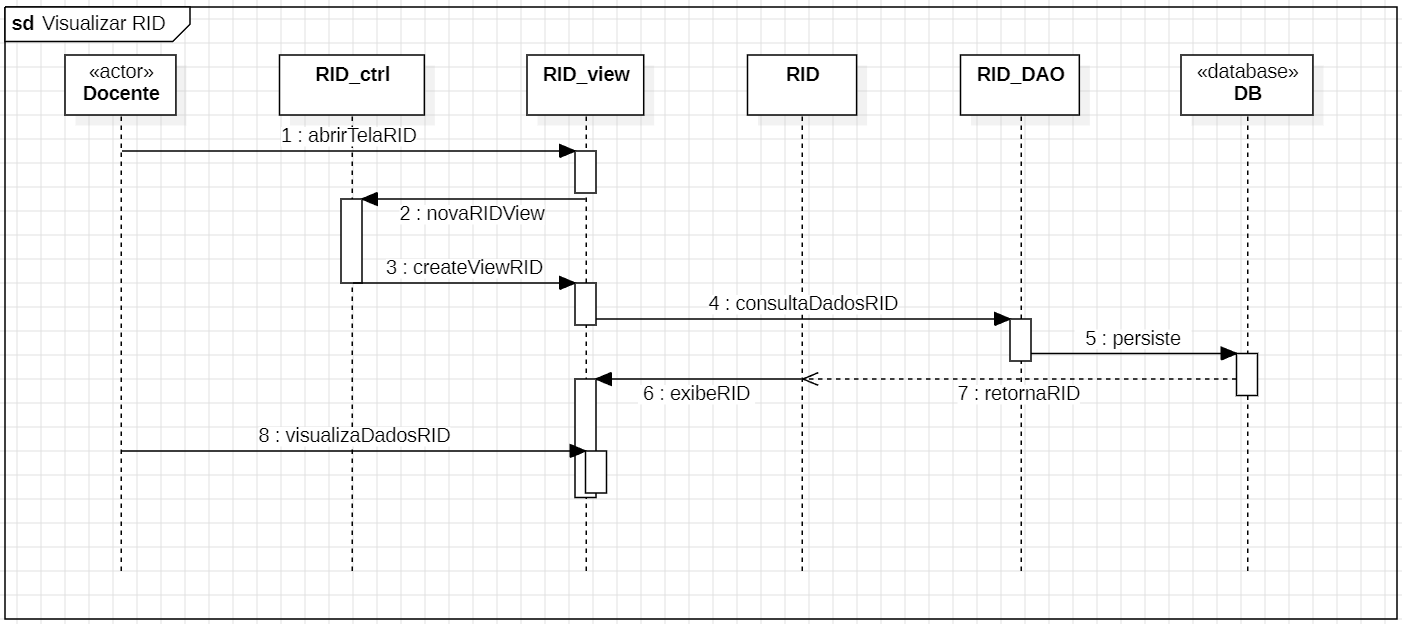 sd Visualizar RID
«actor»
Docente
RID_ctrl
RID_view
RID
RID_DAO
«database»
DB
1 : abrirTelaRID
2 : novaRIDView
3 : createViewRID
4 : consultaDadosRID
5 : persiste
6 : exibeRID
7 : retornaRID
8 : visualizaDadosRID